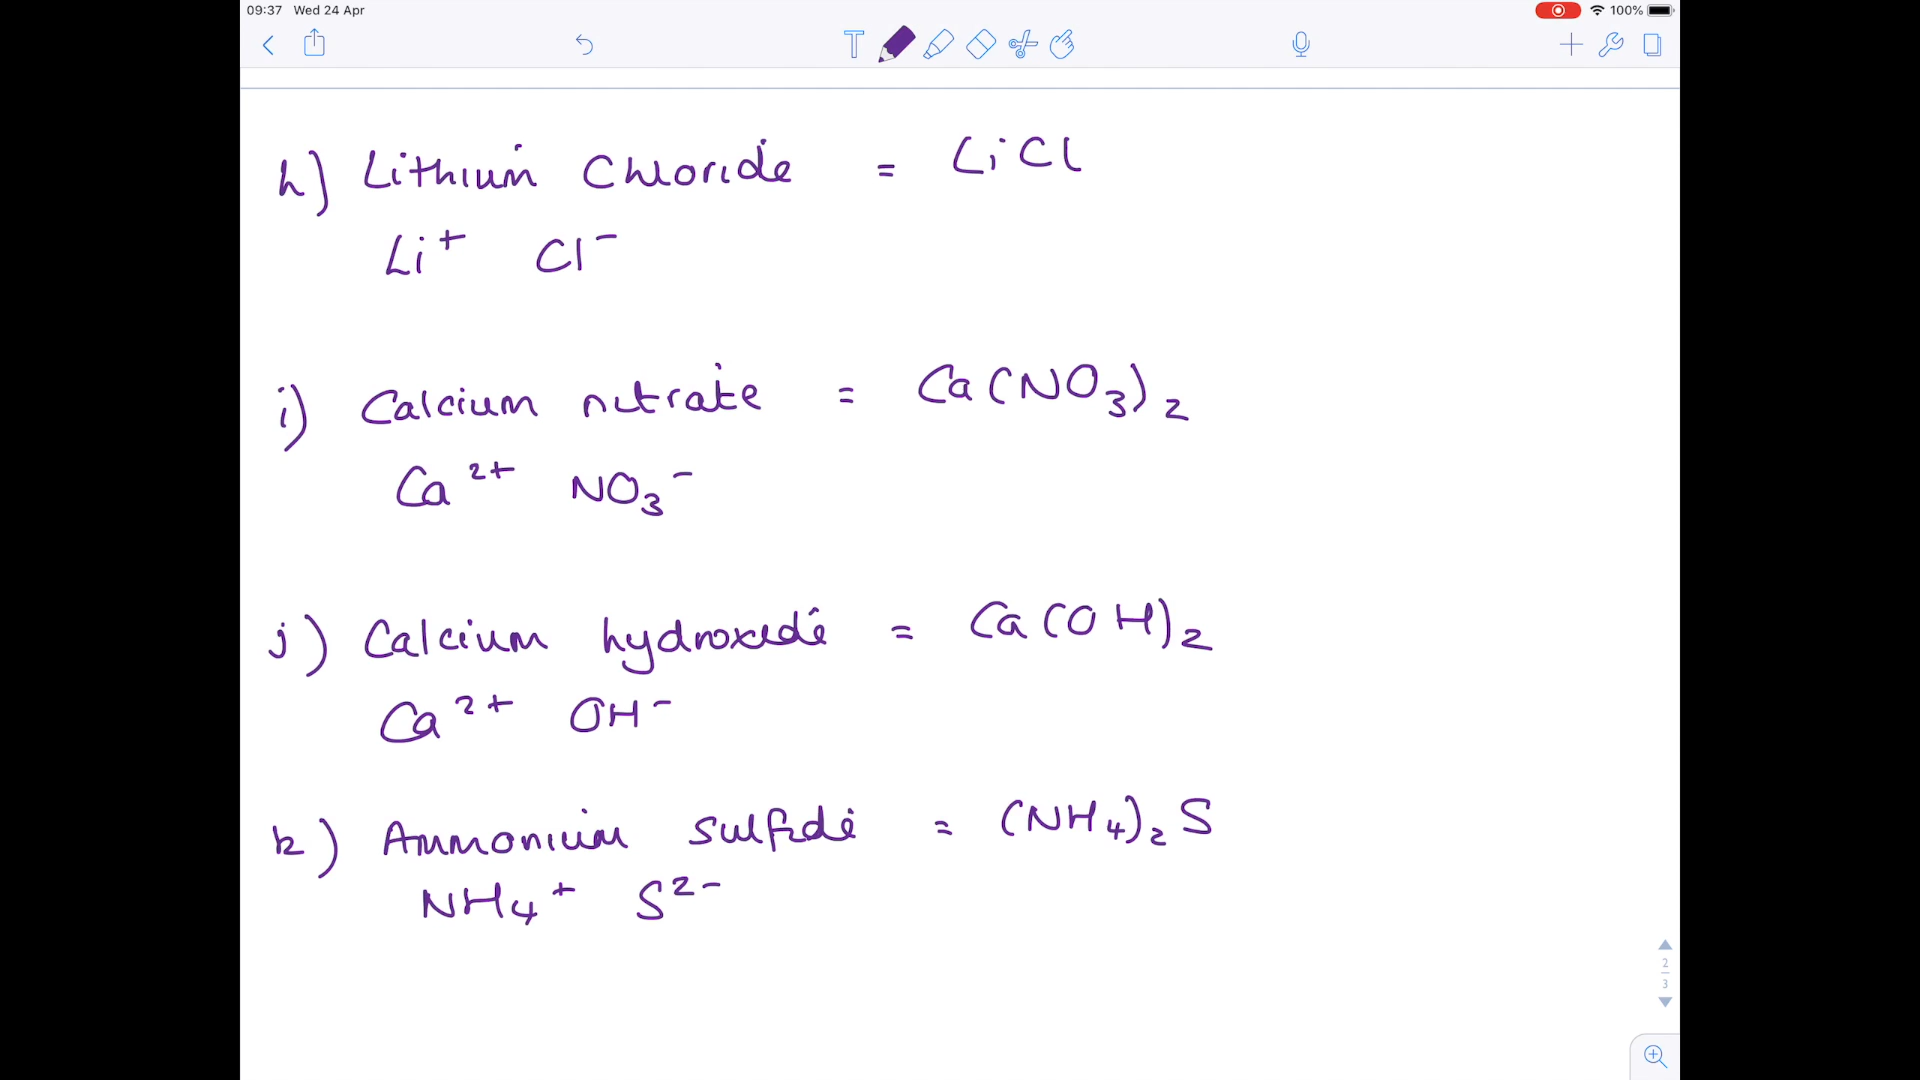 09:37 Wed 24 Apr 100%
T
h) Lithium Chloride = LiCl
Li⁺ Cl⁻
i) Calcium nitrate = Ca(NO₃)₂
Ca²⁺ NO₃⁻
j) Calcium hydroxide = Ca(OH)₂
Ca²⁺ OH⁻
k) Ammonium sulfide = (NH₄)₂S
NH₄⁺ S²⁻
2
3